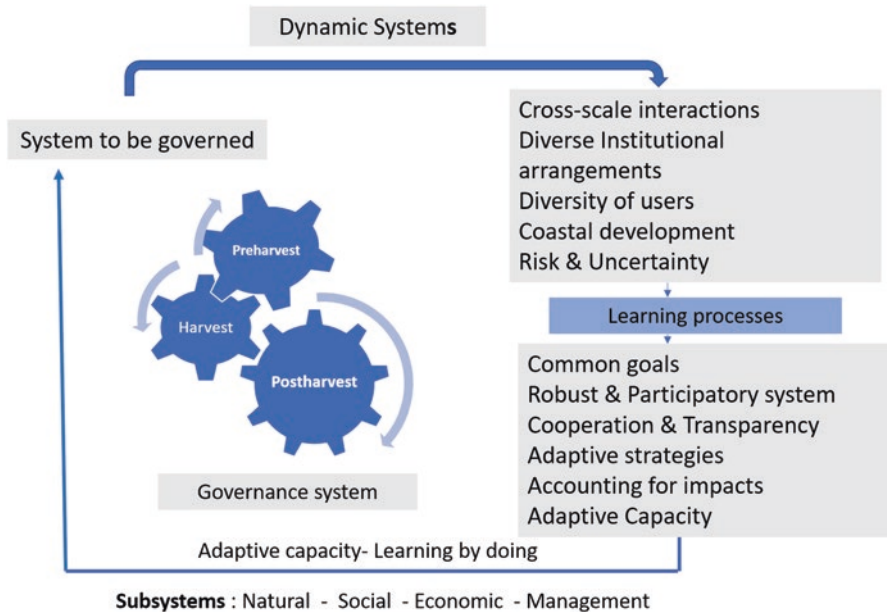 Dynamic Systems
System to be governed
Cross-scale interactions
Diverse Institutional
arrangements
Diversity of users
Coastal development
Risk & Uncertainty
Preharvest
Harvest
Postharvest
Governance system
Learning processes
Common goals
Robust & Participatory system
Cooperation & Transparency
Adaptive strategies
Accounting for impacts
Adaptive Capacity
Adaptive capacity- Learning by doing
Subsystems : Natural - Social - Economic - Management